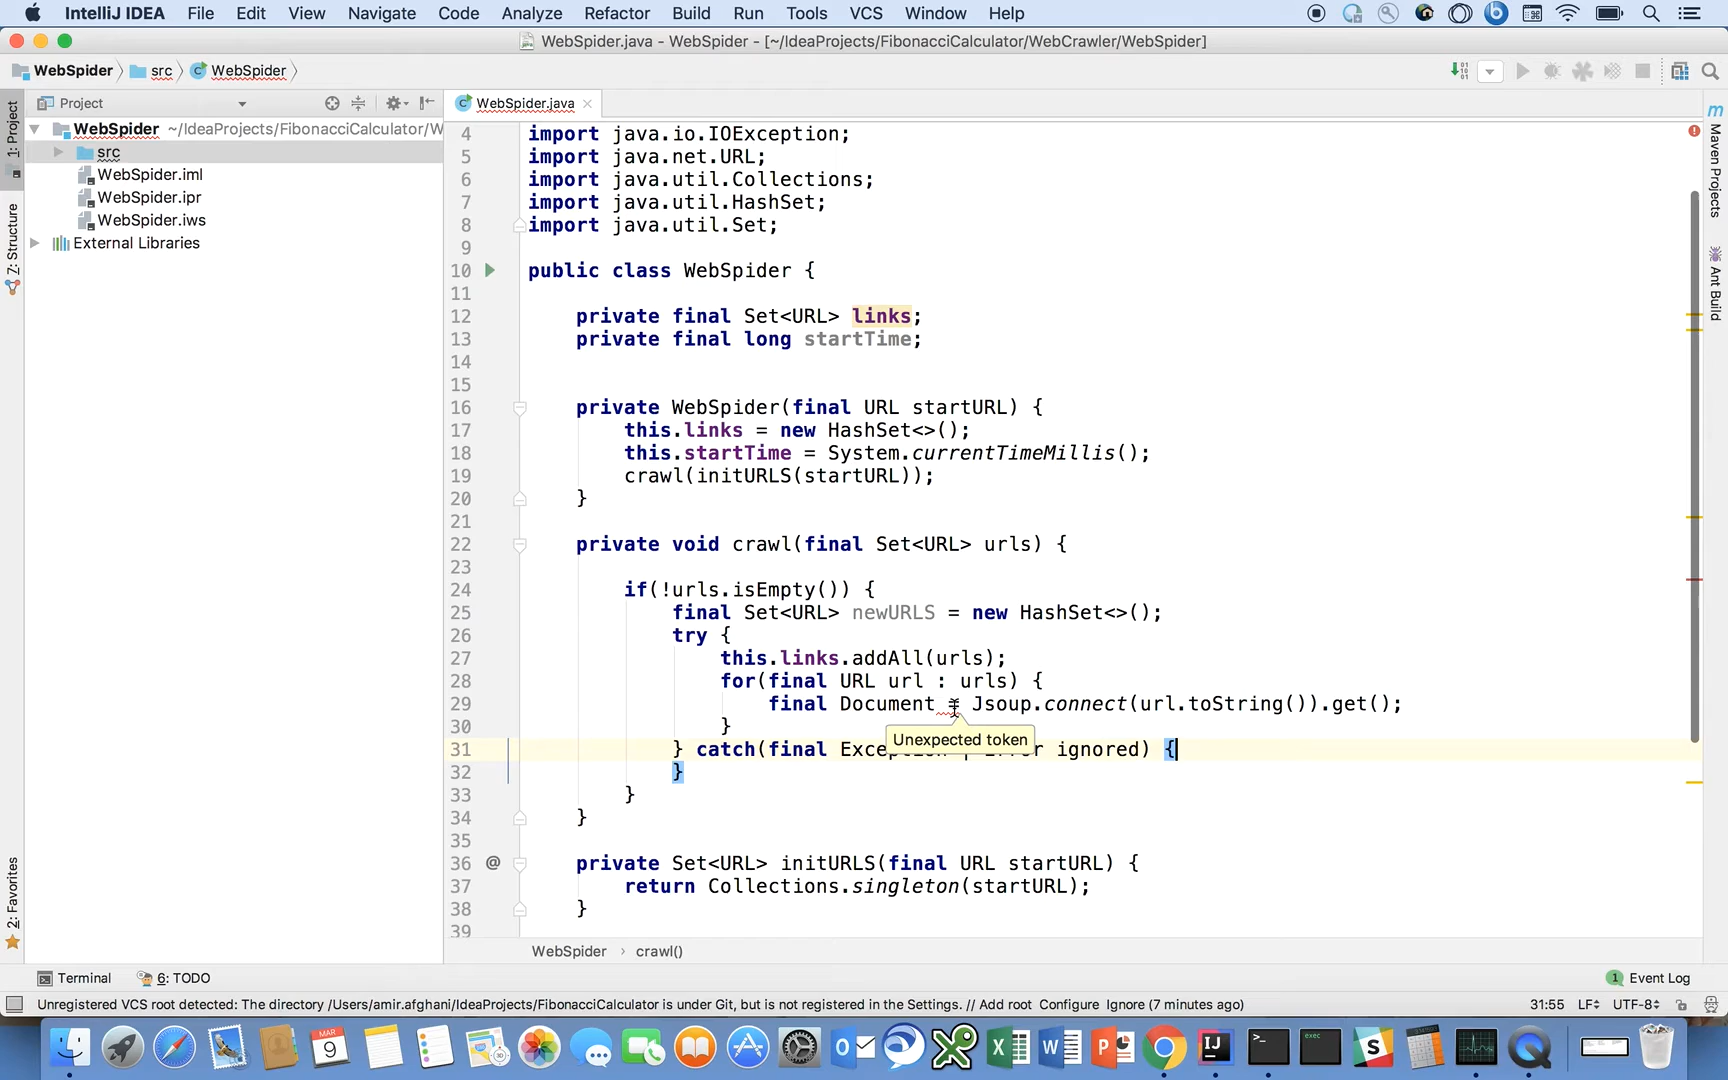 IntelliJ IDEA File Edit View Navigate Code Analyze Refactor Build Run Tools VCS Window Help
WebSpider.java - WebSpider - [~/IdeaProjects/FibonacciCalculator/WebCrawler/WebSpider]
WebSpider src WebSpider
Project
WebSpider.java
1: Project
Z: Structure
2: Favorites
WebSpider ~/IdeaProjects/FibonacciCalculator/W
src
WebSpider.iml
WebSpider.ipr
WebSpider.iws
External Libraries
4 import java.io.IOException;
5 import java.net.URL;
6 import java.util.Collections;
7 import java.util.HashSet;
8 import java.util.Set;
9
10 public class WebSpider {
11
12 private final Set<URL> links;
13 private final long startTime;
14
15
16 private WebSpider(final URL startURL) {
17 this.links = new HashSet<>();
18 this.startTime = System.currentTimeMillis();
19 crawl(initURLS(startURL));
20 }
21
22 private void crawl(final Set<URL> urls) {
23
24 if(!urls.isEmpty()) {
25 final Set<URL> newURLS = new HashSet<>();
26 try {
27 this.links.addAll(urls);
28 for(final URL url : urls) {
29 final Document = Jsoup.connect(url.toString()).get();
30 }
Unexpected token
31 } catch(final ignored) {
32 }
33 }
34 }
35
36 @ private Set<URL> initURLS(final URL startURL) {
37 return Collections.singleton(startURL);
38 }
39
WebSpider › crawl()
Maven Projects
Ant Build
Terminal 6: TODO 1 Event Log
Unregistered VCS root detected: The directory /Users/amir.afghani/IdeaProjects/FibonacciCalculator is under Git, but is not registered in the Settings. // Add root Configure Ignore (7 minutes ago) 31:55 LF UTF-8
MAR
9
exec